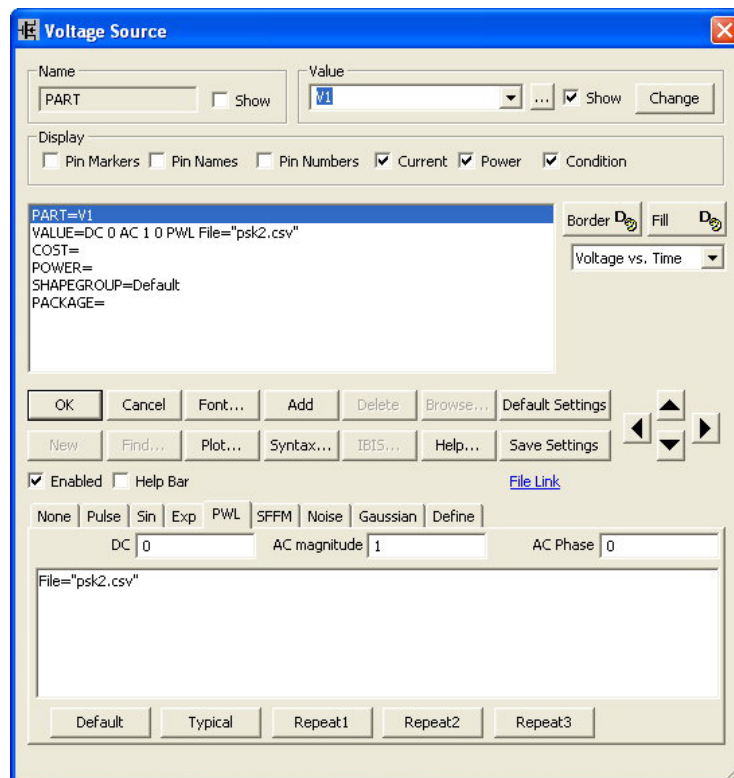 Voltage Source
Name
PART
Show
Value
V1
...
Show
Change
Display
Pin Markers Pin Names Pin Numbers Current Power Condition
PART=V1
VALUE=DC 0 AC 1 0 PWL File="psk2.csv"
COST=
POWER=
SHAPEGROUP=Default
PACKAGE=
Border D
Fill D
Voltage vs. Time
OK Cancel Font... Add Delete Browse... Default Settings
New Find... Plot... Syntax... IBIS... Help... Save Settings
Enabled Help Bar File Link
None Pulse Sin Exp PWL SFFM Noise Gaussian Define
DC 0 AC magnitude 1 AC Phase 0
File="psk2.csv"
Default Typical Repeat1 Repeat2 Repeat3